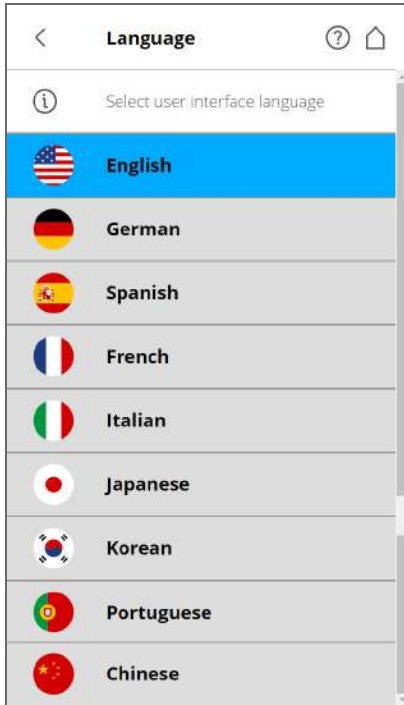 Language
Select user interface language
English
German
Spanish
French
Italian
Japanese
Korean
Portuguese
Chinese